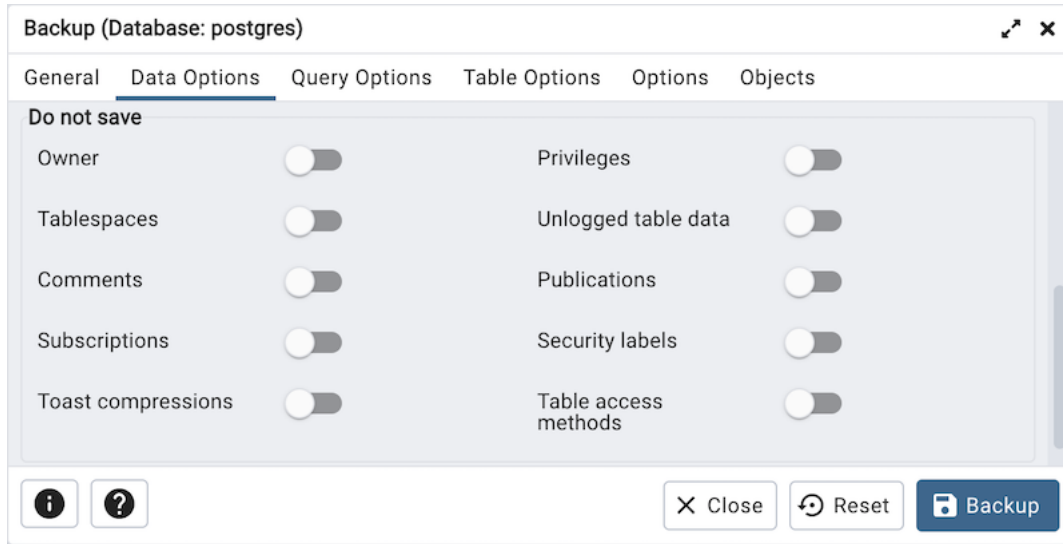 Backup (Database: postgres)
General Data Options Query Options Table Options Options Objects
Do not save
Owner Privileges
Tablespaces Unlogged table data
Comments Publications
Subscriptions Security labels
Toast compressions Table access
methods
Close Reset Backup